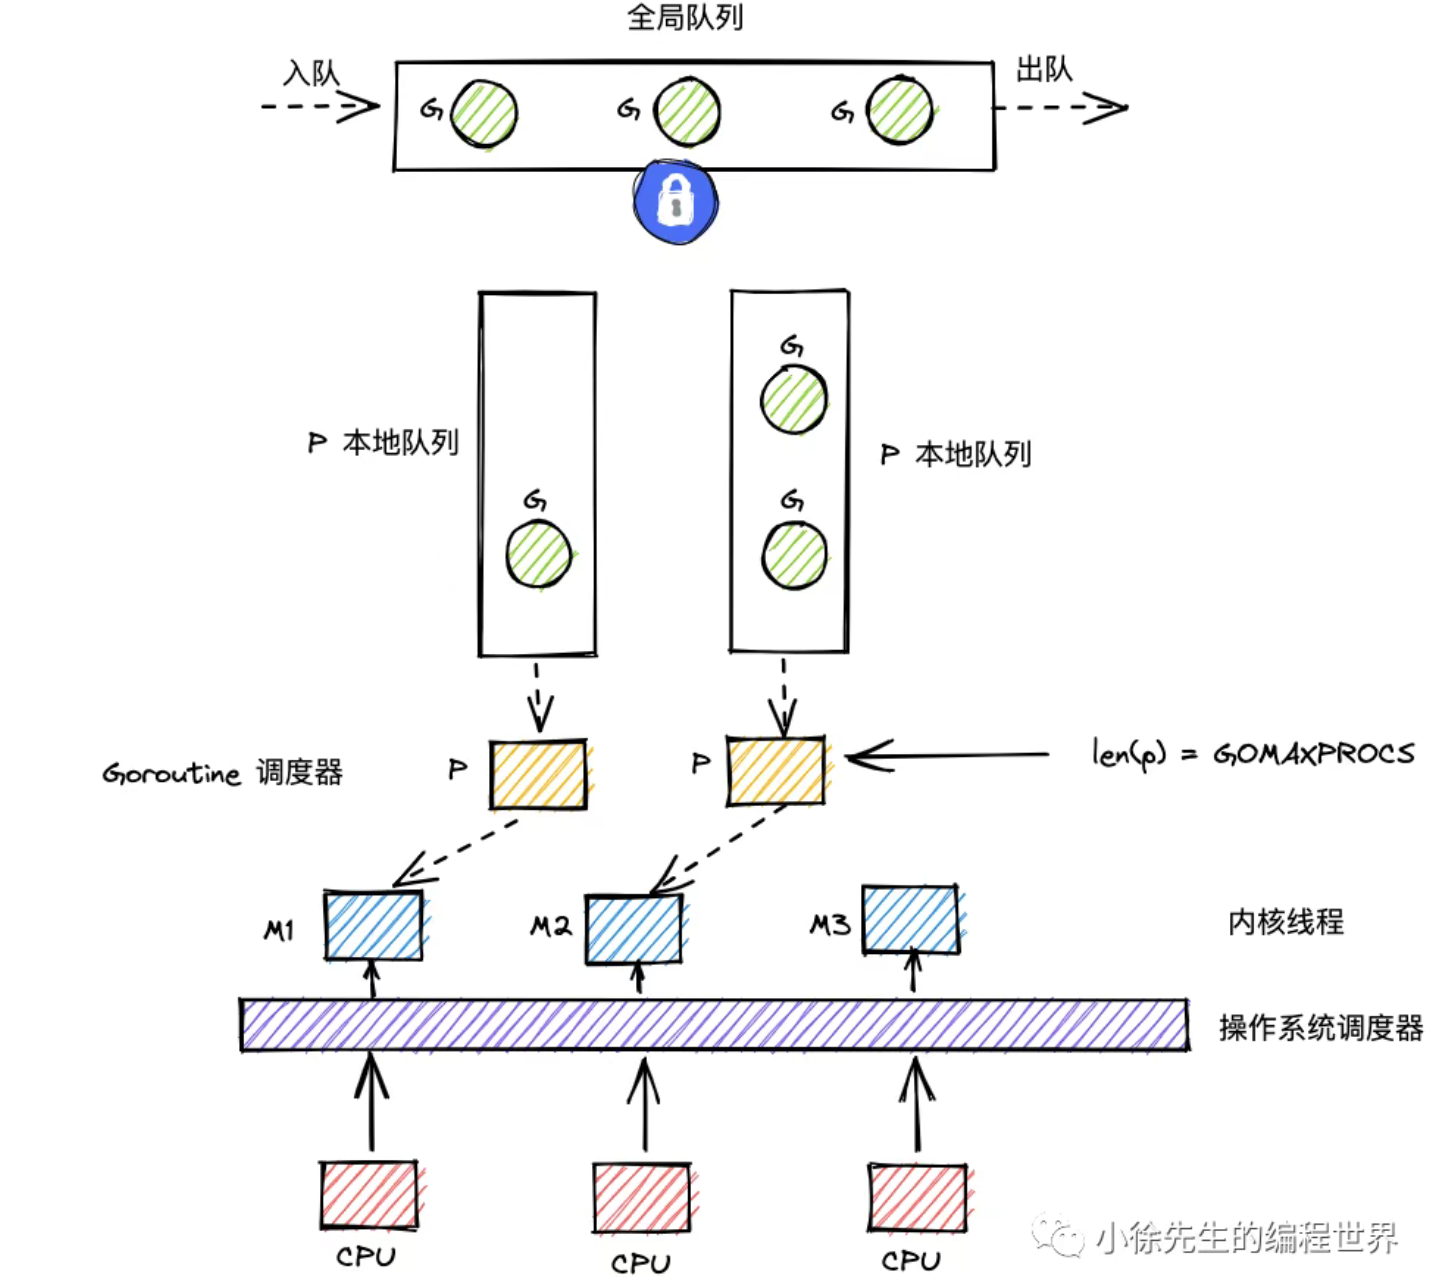 全局队列
入队
出队
G
G
G
G
P 本地队列
P 本地队列
G
G
Goroutine 调度器
P
P
len(p) = GOMAXPROCS
M1
M2
M3
内核线程
操作系统调度器
CPU
CPU
CPU
小徐先生的编程世界